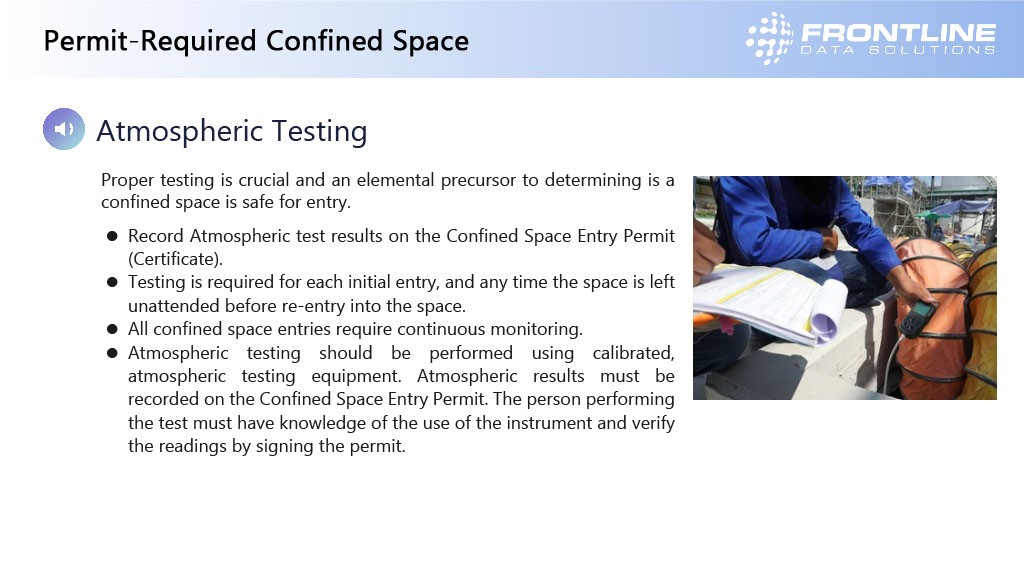 Permit-Required Confined Space
FRONTLINE
DATA SOLUTIONS
Atmospheric Testing
Proper testing is crucial and an elemental precursor to determining is a
confined space is safe for entry.
● Record Atmospheric test results on the Confined Space Entry Permit
(Certificate).
● Testing is required for each initial entry, and any time the space is left
unattended before re-entry into the space.
● All confined space entries require continuous monitoring.
● Atmospheric testing should be performed using calibrated,
atmospheric testing equipment. Atmospheric results must be
recorded on the Confined Space Entry Permit. The person performing
the test must have knowledge of the use of the instrument and verify
the readings by signing the permit.